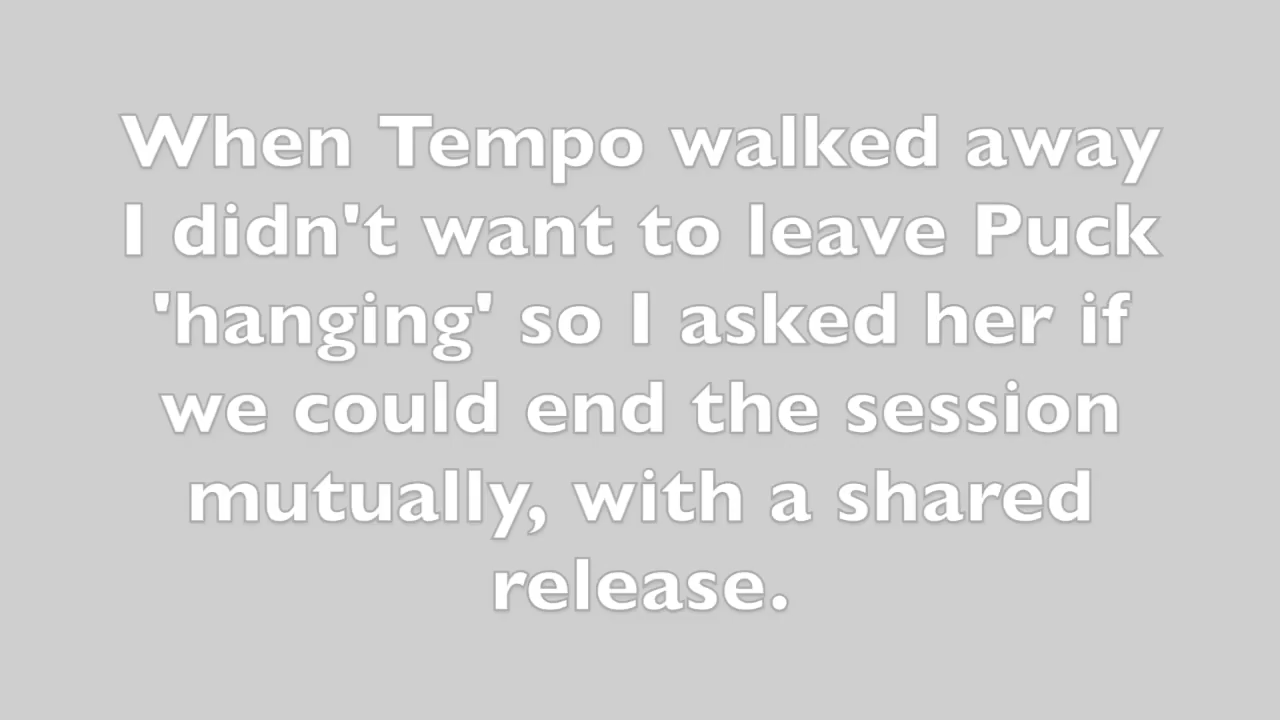 When Tempo walked away
I didn't want to leave Puck
'hanging' so I asked her if
we could end the session
mutually, with a shared
release.